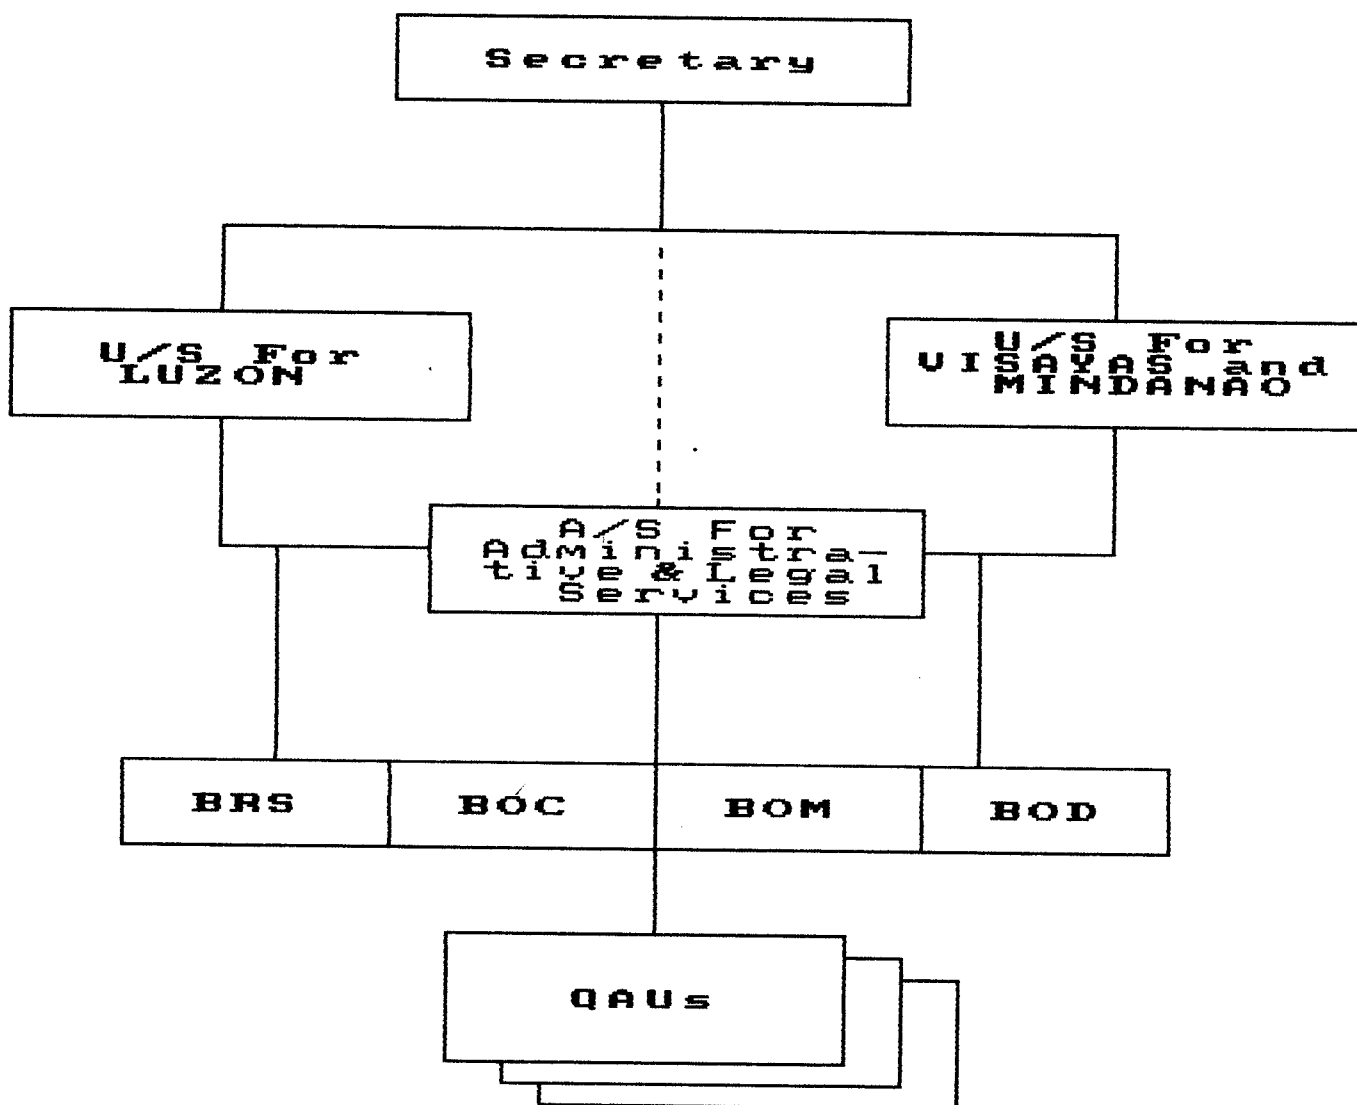 Secretary
U/S For
LUZON
U/S For
VISAYAS and
MINDANAO
A/S For
Administra-
tive & Legal
Services
BRS
BOC
BOM
BOD
QAUs